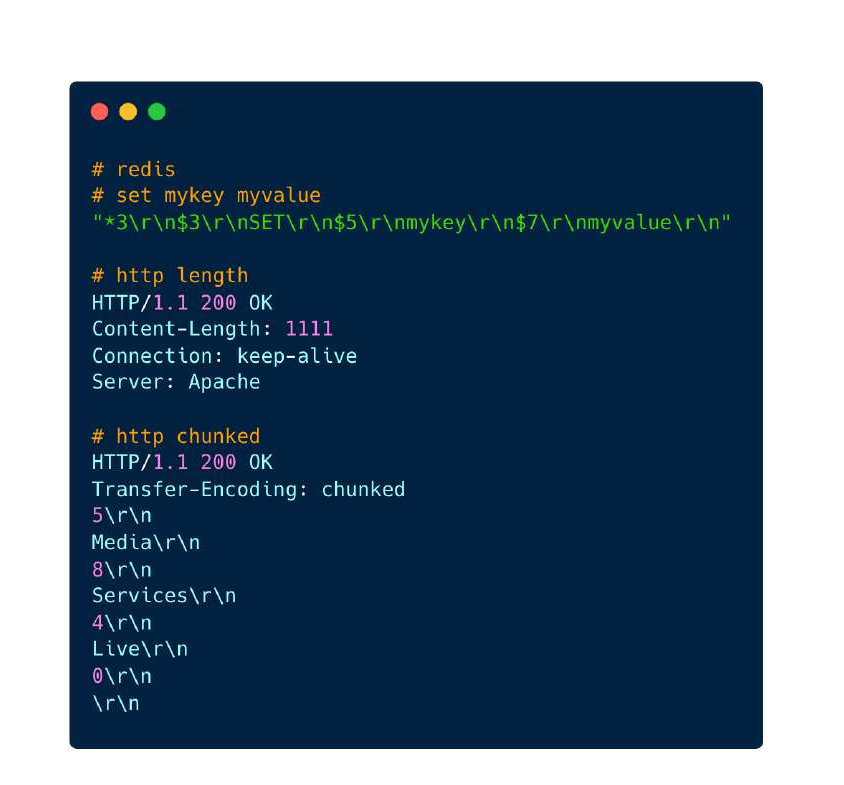 # redis
# set mykey myvalue
"*3\r\n$3\r\nSET\r\n$5\r\nmykey\r\n$7\r\nmyvalue\r\n"
# http length
HTTP/1.1 200 OK
Content-Length: 1111
Connection: keep-alive
Server: Apache
# http chunked
HTTP/1.1 200 OK
Transfer-Encoding: chunked
5\r\n
Media\r\n
8\r\n
Services\r\n
4\r\n
Live\r\n
0\r\n
\r\n